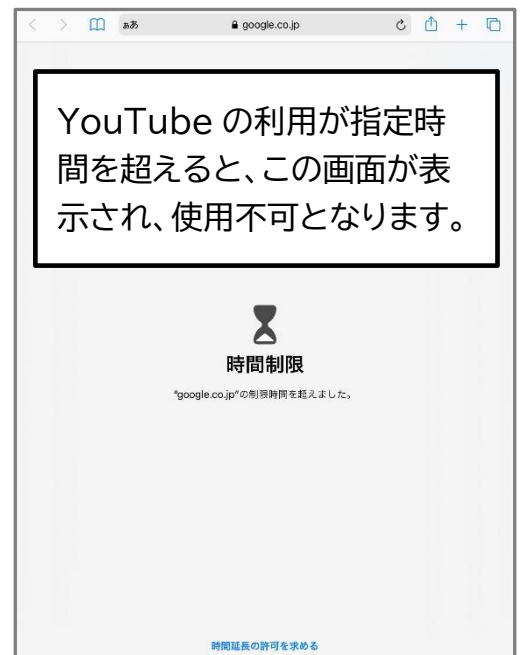 ぁあ google.co.jp
YouTube の利用が指定時
間を超えると、この画面が表
示され、使用不可となります。
時間制限
"google.co.jp"の制限時間を超えました。
時間延長の許可を求める